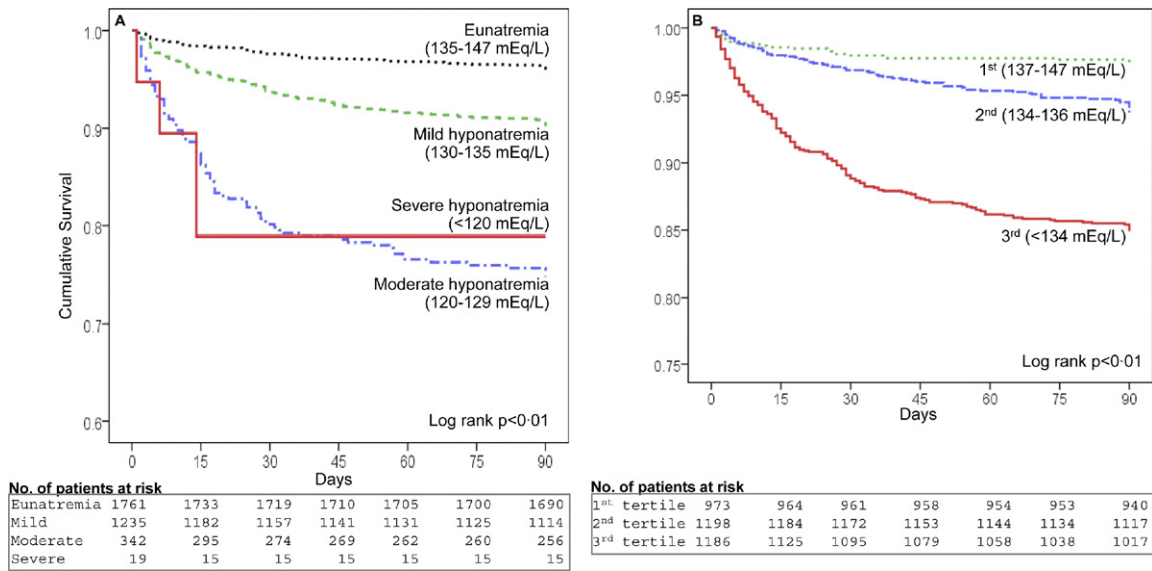 A
Eunatremia
(135-147 mEq/L)
Mild hyponatremia
(130-135 mEq/L)
Severe hyponatremia
(<120 mEq/L)
Moderate hyponatremia
(120-129 mEq/L)
Log rank p<0·01
Cumulative Survival
1.0
0.9
0.8
0.7
0.6
0 15 30 45 60 75 90
Days
No. of patients at risk
Eunatremia 1761 1733 1719 1710 1705 1700 1690
Mild 1235 1182 1157 1141 1131 1125 1114
Moderate 342 295 274 269 262 260 256
Severe 19 15 15 15 15 15 15
B
1st (137-147 mEq/L)
2nd (134-136 mEq/L)
3rd (<134 mEq/L)
Log rank p<0·01
1.00
0.95
0.90
0.85
0.80
0.75
0 15 30 45 60 75 90
Days
No. of patients at risk
1st tertile 973 964 961 958 954 953 940
2nd tertile 1198 1184 1172 1153 1144 1134 1117
3rd tertile 1186 1125 1095 1079 1058 1038 1017